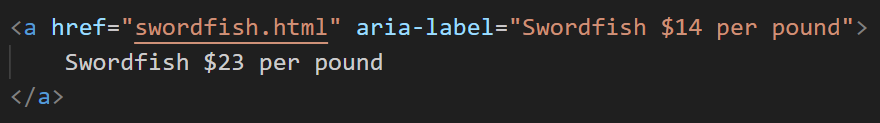 <a href="swordfish.html" aria-label="Swordfish $14 per pound">
Swordfish $23 per pound
</a>